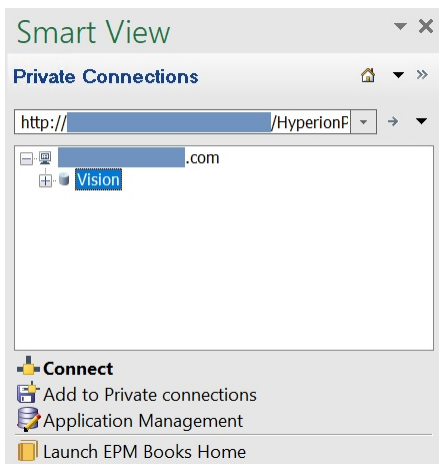 Smart View
Private Connections
http:// /HyperionP
.com
Vision
Connect
Add to Private connections
Application Management
Launch EPM Books Home